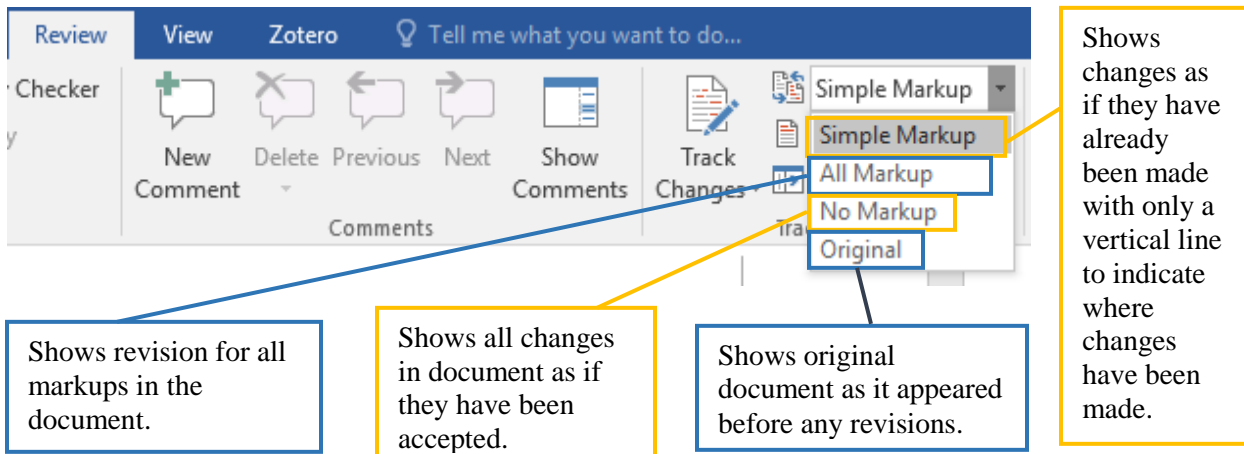 Review View Zotero Tell me what you want to do...
Checker
y
New
Comment
Delete
Previous
Next
Show
Comments
Comments
Track
Changes
Simple Markup
Simple Markup
All Markup
No Markup
Original
Tra
Shows
changes as
if they have
already
been made
with only a
vertical line
to indicate
where
changes
have been
made.
Shows revision for all
markups in the
document.
Shows all changes
in document as if
they have been
accepted.
Shows original
document as it appeared
before any revisions.